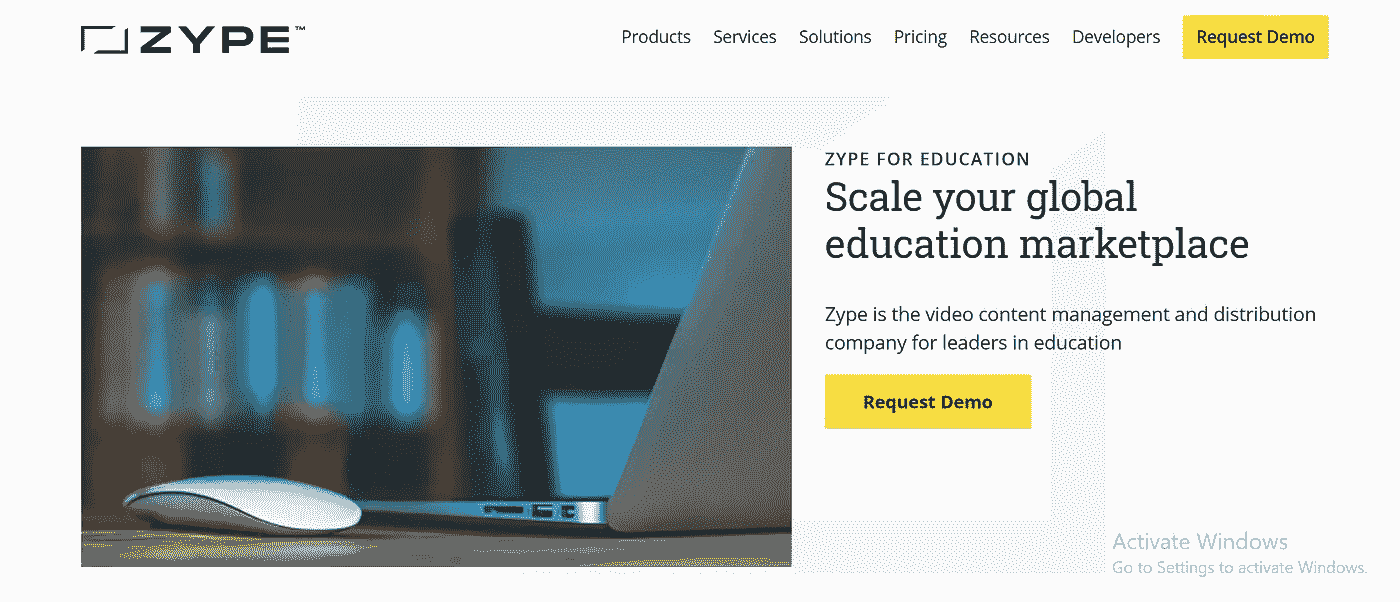 ZYPE™
Products Services Solutions Pricing Resources Developers Request Demo
ZYPE FOR EDUCATION
Scale your global
education marketplace
Zype is the video content management and distribution
company for leaders in education
Request Demo
Activate Windows
Go to Settings to activate Windows.